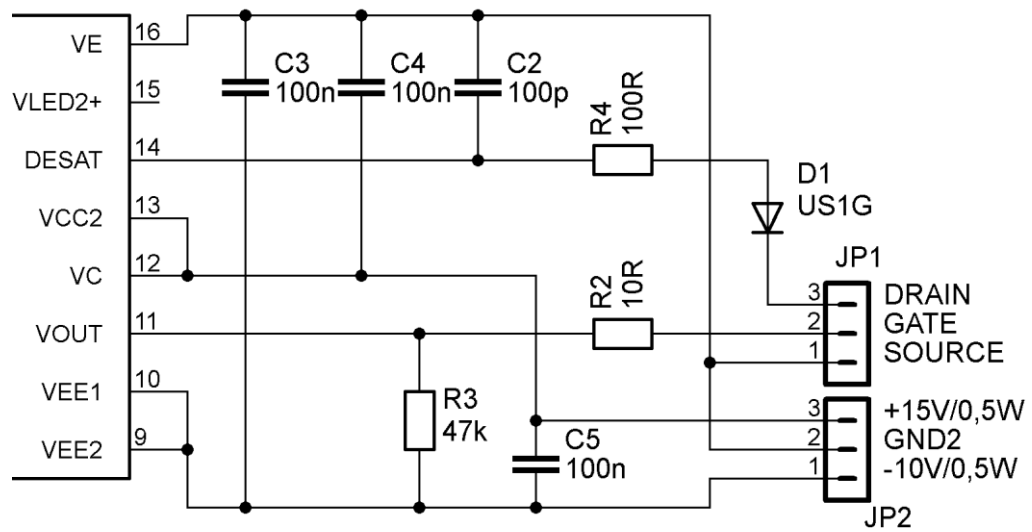 VE 16
VLED2+ 15
DESAT 14
VCC2 13
VC 12
VOUT 11
VEE1 10
VEE2 9
C3
100n
C4
100n
C2
100p
R4
100R
D1
US1G
R2
10R
R3
47k
C5
100n
JP1
3 DRAIN
2 GATE
1 SOURCE
3 +15V/0,5W
2 GND2
1 -10V/0,5W
JP2